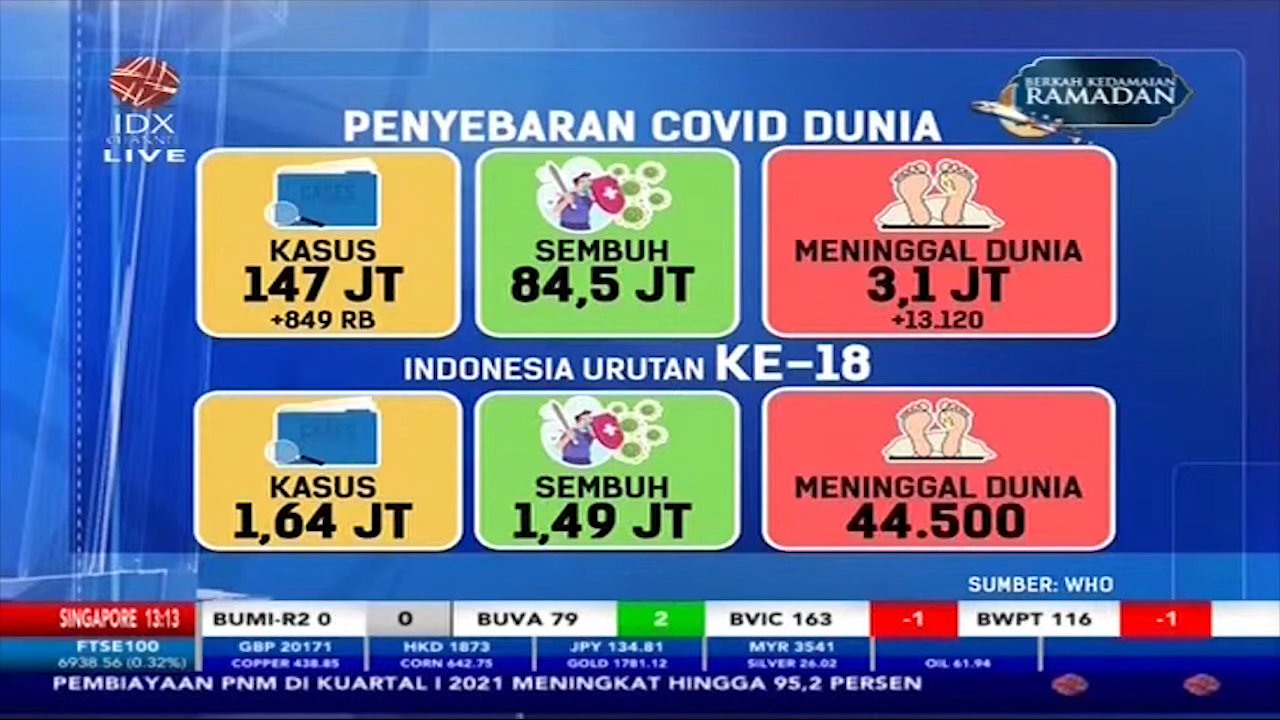 IDX
CHANNEL
LIVE
BERKAH KEDAMAIAN
RAMADAN
PENYEBARAN COVID DUNIA
KASUS
147 JT
+849 RB
SEMBUH
84,5 JT
MENINGGAL DUNIA
3,1 JT
+13.120
INDONESIA URUTAN KE-18
KASUS
1,64 JT
SEMBUH
1,49 JT
MENINGGAL DUNIA
44.500
SUMBER: WHO
SINGAPORE 13:13
BUMI-R2 0 0 BUVA 79 2 BVIC 163 -1 BWPT 116 -1
FTSE100 GBP 20171 HKD 1873 JPY 134.81 MYR 3541
6938.56 (0.32%) COPPER 438.85 CORN 642.75 GOLD 1781.12 SILVER 26.02 OIL 61.94
PEMBIAYAAN PNM DI KUARTAL I 2021 MENINGKAT HINGGA 95,2 PERSEN